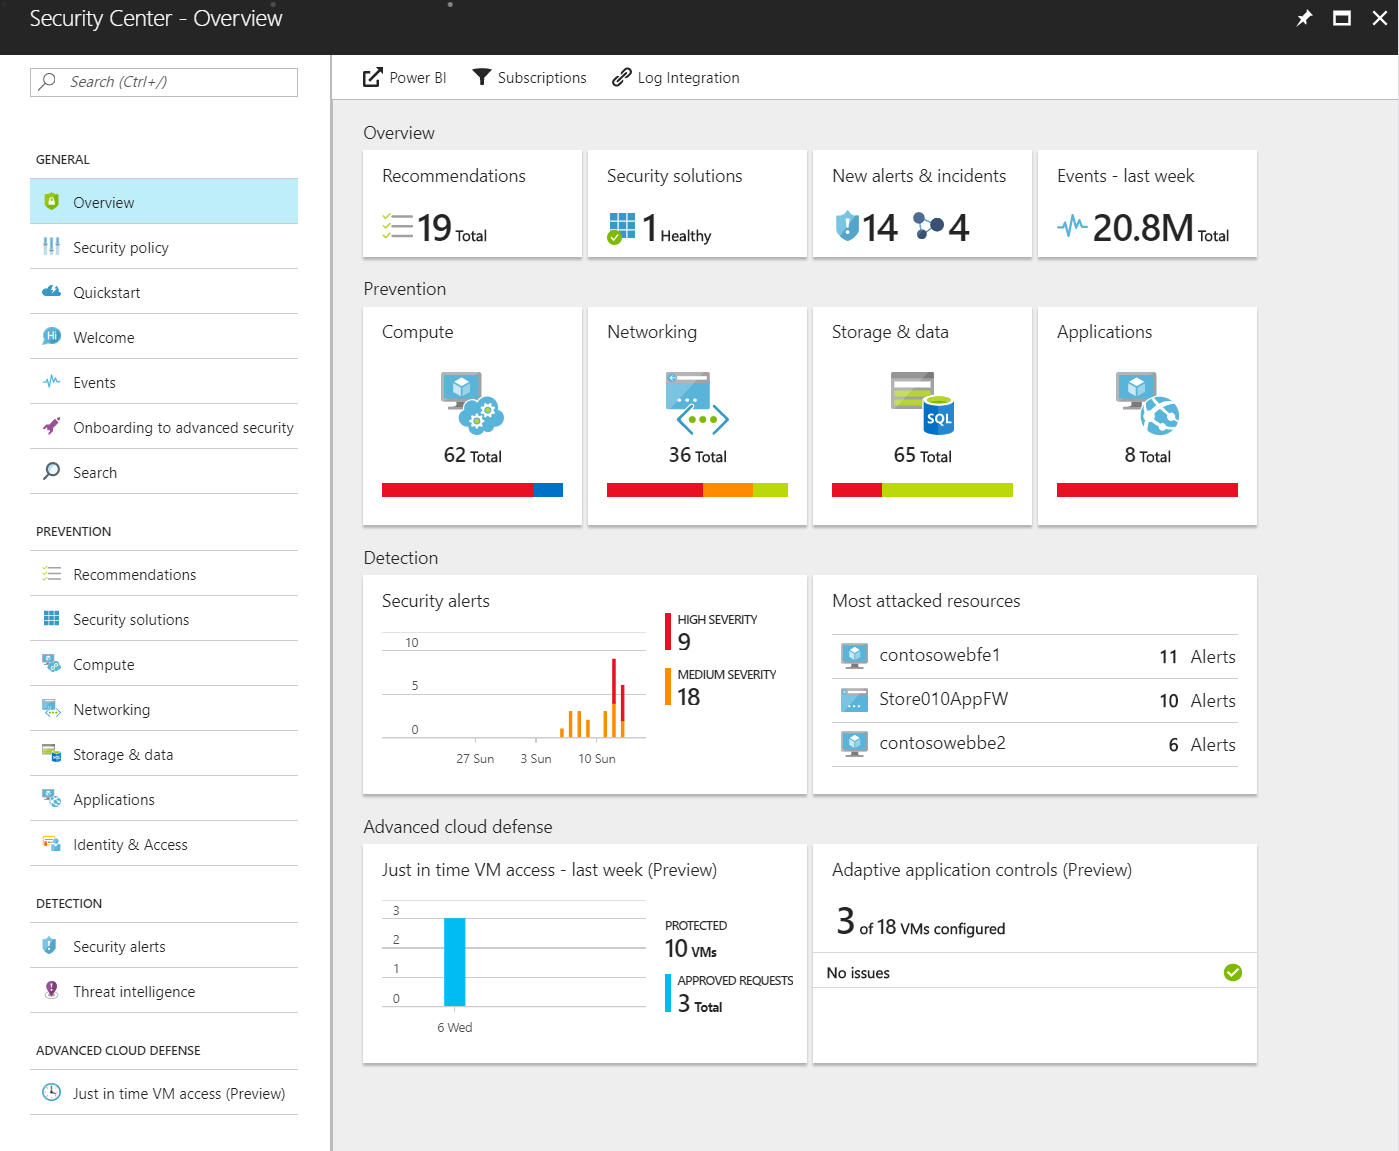 Security Center - Overview
Search (Ctrl+/)
GENERAL
Overview
Security policy
Quickstart
Hi
Welcome
Events
Onboarding to advanced security
Search
PREVENTION
Recommendations
Security solutions
Compute
Networking
Storage & data
Applications
Identity & Access
DETECTION
Security alerts
Threat intelligence
ADVANCED CLOUD DEFENSE
Just in time VM access (Preview)
Power BI
Subscriptions
Log Integration
Overview
Recommendations
19 Total
Security solutions
1 Healthy
New alerts & incidents
14
4
Events - last week
20.8M Total
Prevention
Compute
62 Total
Networking
36 Total
Storage & data
SQL
65 Total
Applications
8 Total
Detection
Security alerts
10
5
0
27 Sun
3 Sun
10 Sun
HIGH SEVERITY
9
MEDIUM SEVERITY
18
Most attacked resources
contosowebfe1 11 Alerts
Store010AppFW 10 Alerts
contosowebbe2 6 Alerts
Advanced cloud defense
Just in time VM access - last week (Preview)
3
2
1
0
6 Wed
PROTECTED
10 VMs
APPROVED REQUESTS
3 Total
Adaptive application controls (Preview)
3 of 18 VMs configured
No issues